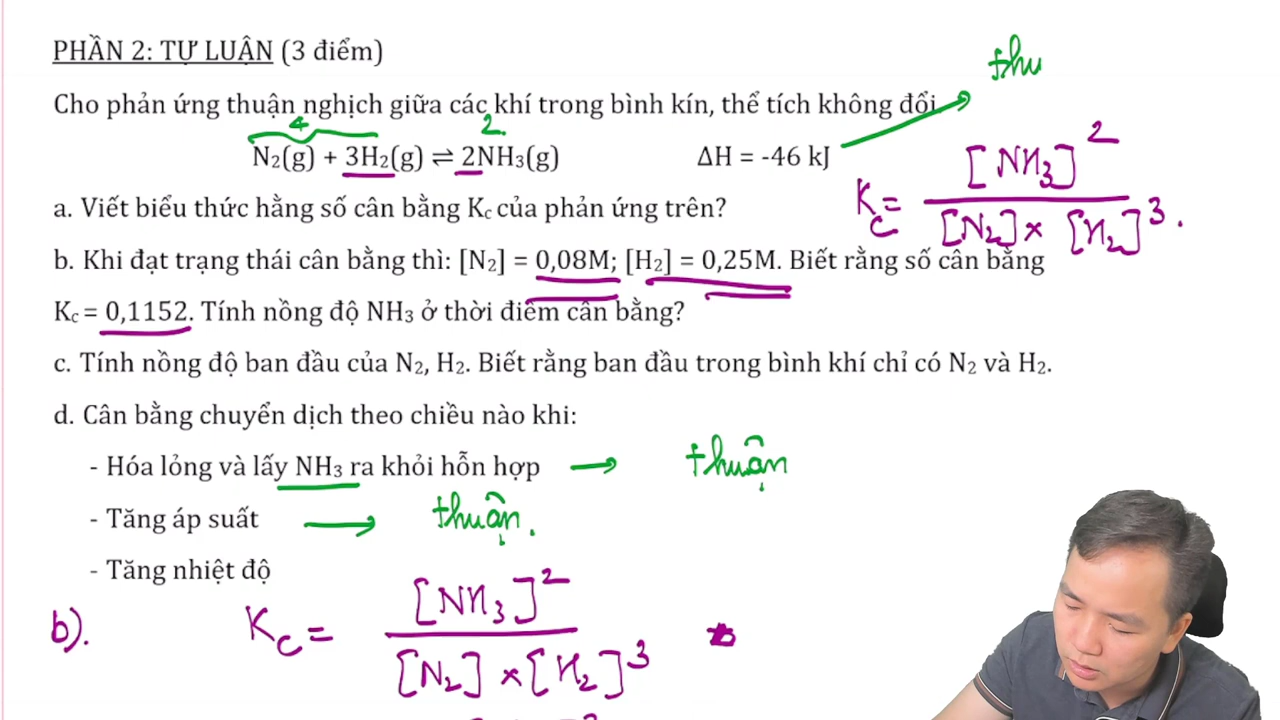 PHẦN 2: TỰ LUẬN (3 điểm)
thu
Cho phản ứng thuận nghịch giữa các khí trong bình kín, thể tích không đổi
4 2
N₂(g) + 3H₂(g) ⇌ 2NH₃(g) ΔH = -46 kJ
K_C = [NH₃]² / [N₂] × [H₂]³.
a. Viết biểu thức hằng số cân bằng K꜀ của phản ứng trên?
b. Khi đạt trạng thái cân bằng thì: [N₂] = 0,08M; [H₂] = 0,25M. Biết rằng số cân bằng
K꜀ = 0,1152. Tính nồng độ NH₃ ở thời điểm cân bằng?
c. Tính nồng độ ban đầu của N₂, H₂. Biết rằng ban đầu trong bình khí chỉ có N₂ và H₂.
d. Cân bằng chuyển dịch theo chiều nào khi:
- Hóa lỏng và lấy NH₃ ra khỏi hỗn hợp → thuận
- Tăng áp suất → thuận.
- Tăng nhiệt độ
b). K_C = [NH₃]² / [N₂] × [H₂]³